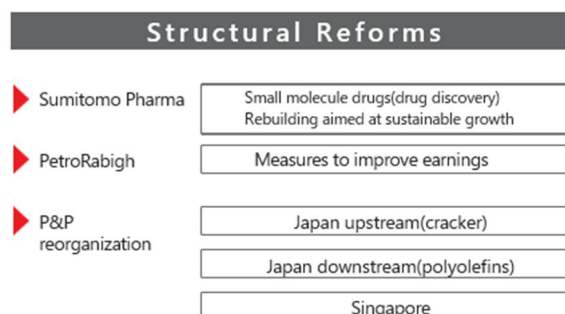 Structural Reforms
Sumitomo Pharma
Small molecule drugs(drug discovery)
Rebuilding aimed at sustainable growth
PetroRabigh
Measures to improve earnings
P&P
reorganization
Japan upstream(cracker)
Japan downstream(polyolefins)
Singapore